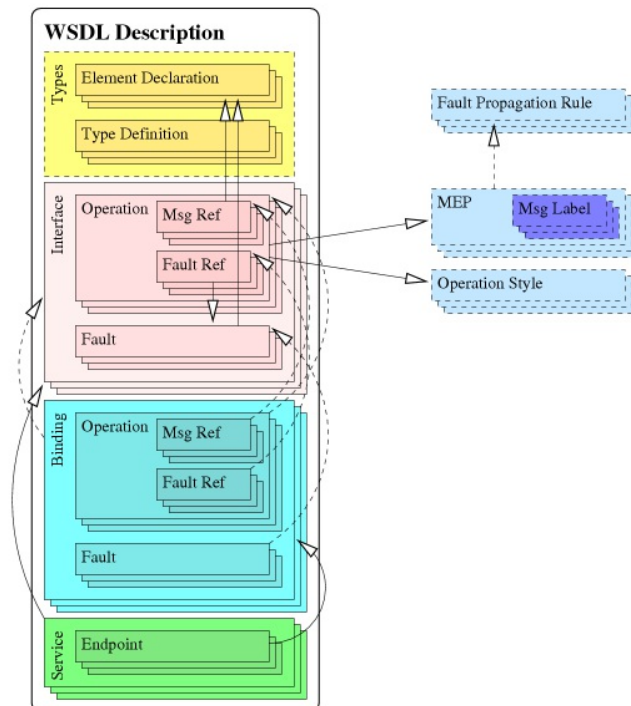 WSDL Description
Types
Element Declaration
Type Definition
Interface
Operation
Msg Ref
Fault Ref
Fault
Binding
Operation
Msg Ref
Fault Ref
Fault
Service
Endpoint
Fault Propagation Rule
MEP
Msg Label
Operation Style